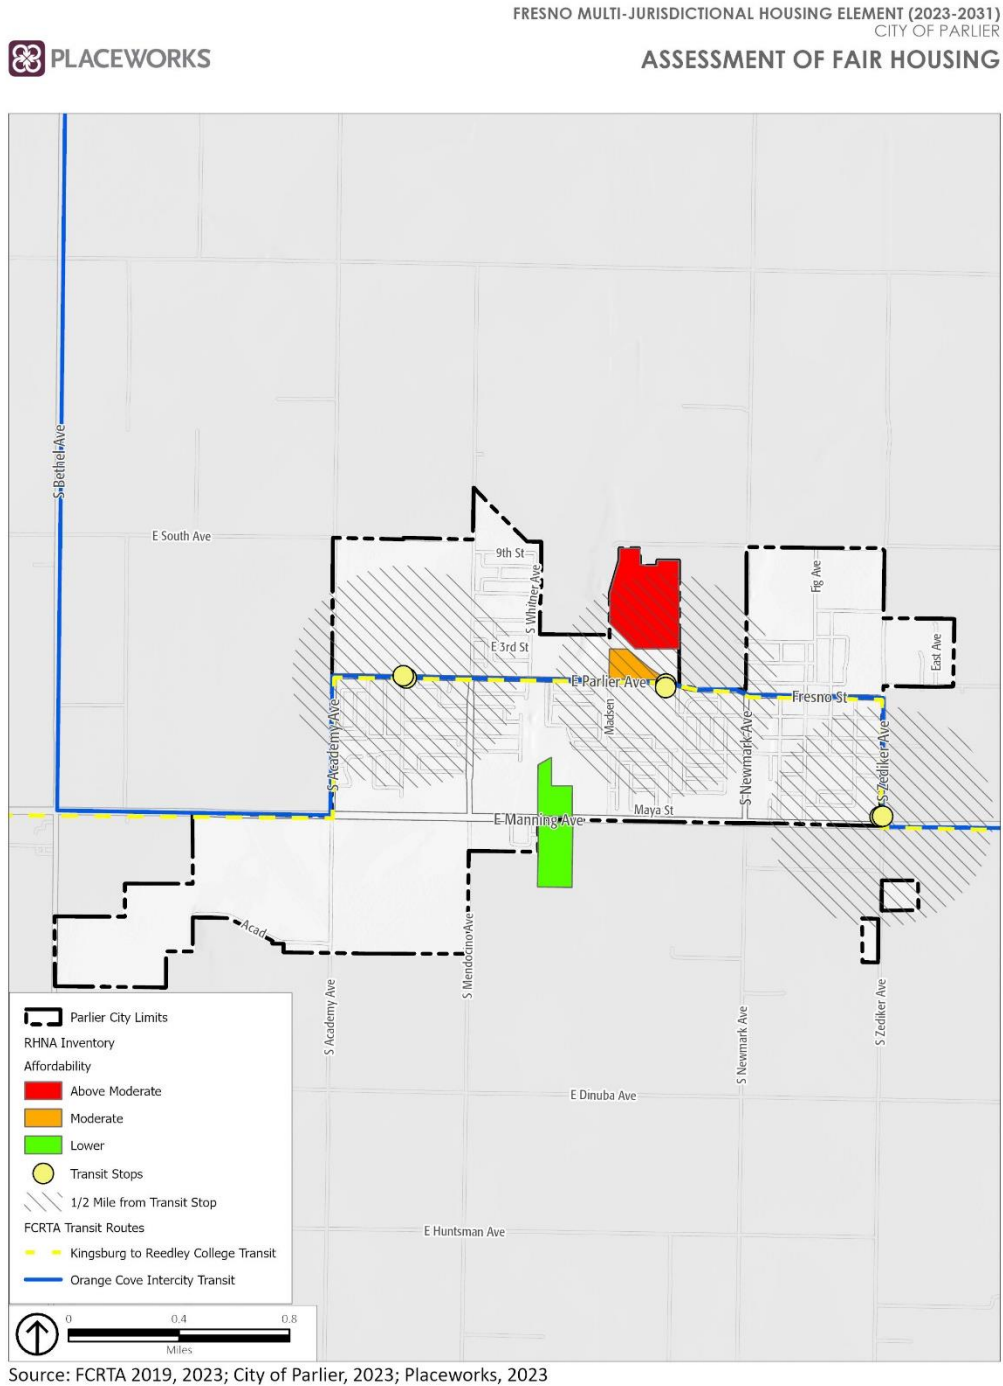 FRESNO MULTI-JURISDICTIONAL HOUSING ELEMENT (2023-2031)
CITY OF PARLIER
PLACEWORKS
ASSESSMENT OF FAIR HOUSING
S Bethel Ave
E South Ave
9th St
S Whitner Ave
Fig Ave
E 3rd St
East Ave
E Parlier Ave
Fresno St
Madsen
S Academy Ave
S Newmark Ave
S Zediker Ave
Maya St
E Manning Ave
Acad
S Mendocino Ave
S Academy Ave
S Newmark Ave
S Zediker Ave
E Dinuba Ave
E Huntsman Ave
Parlier City Limits
RHNA Inventory
Affordability
Above Moderate
Moderate
Lower
Transit Stops
1/2 Mile from Transit Stop
FCRTA Transit Routes
Kingsburg to Reedley College Transit
Orange Cove Intercity Transit
0 0.4 0.8
Miles
Source: FCRTA 2019, 2023; City of Parlier, 2023; Placeworks, 2023